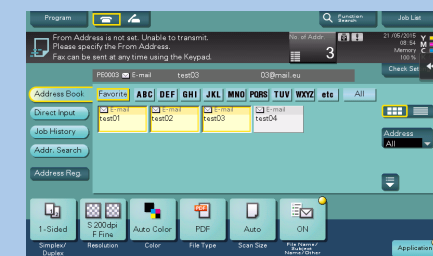 Program
Function
Search
Job List
From Address is not set. Unable to transmit.
Please specify the From Address.
Fax can be sent at any time using the Keypad.
No. of Addr.
3
21/05/2015
08:54
Memory
100 %
Y
M
C
PE0003 E-mail test03 03@mail.eu
Check Set
Address Book
Favorite ABC DEF GHI JKL MNO PQRS TUV WXYZ etc All
E-mail
test01
E-mail
test02
E-mail
test03
E-mail
test04
Direct Input
Job History
Addr. Search
Address Reg.
Address
All
1-Sided
S 200dpi
F Fine
Auto Color
PDF
Auto
ON
Simplex/
Duplex
Resolution
Color
File Type
Scan Size
File Name/
Subject
Name/Other
Application